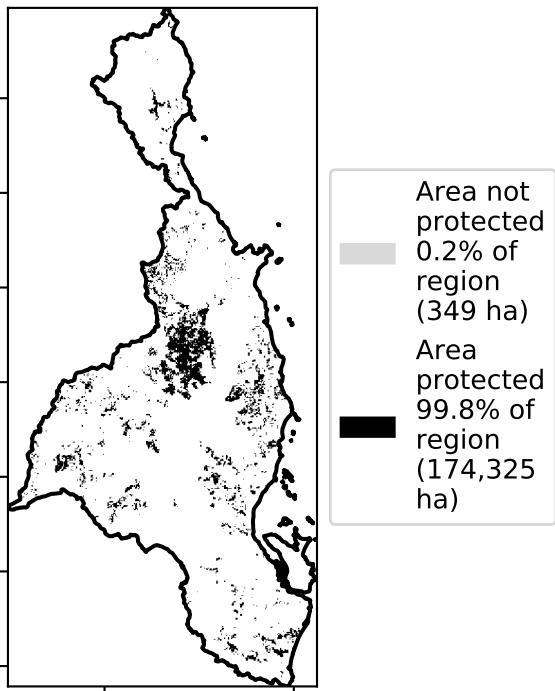 Area not
protected
0.2% of
region
(349 ha)
Area
protected
99.8% of
region
(174,325
ha)